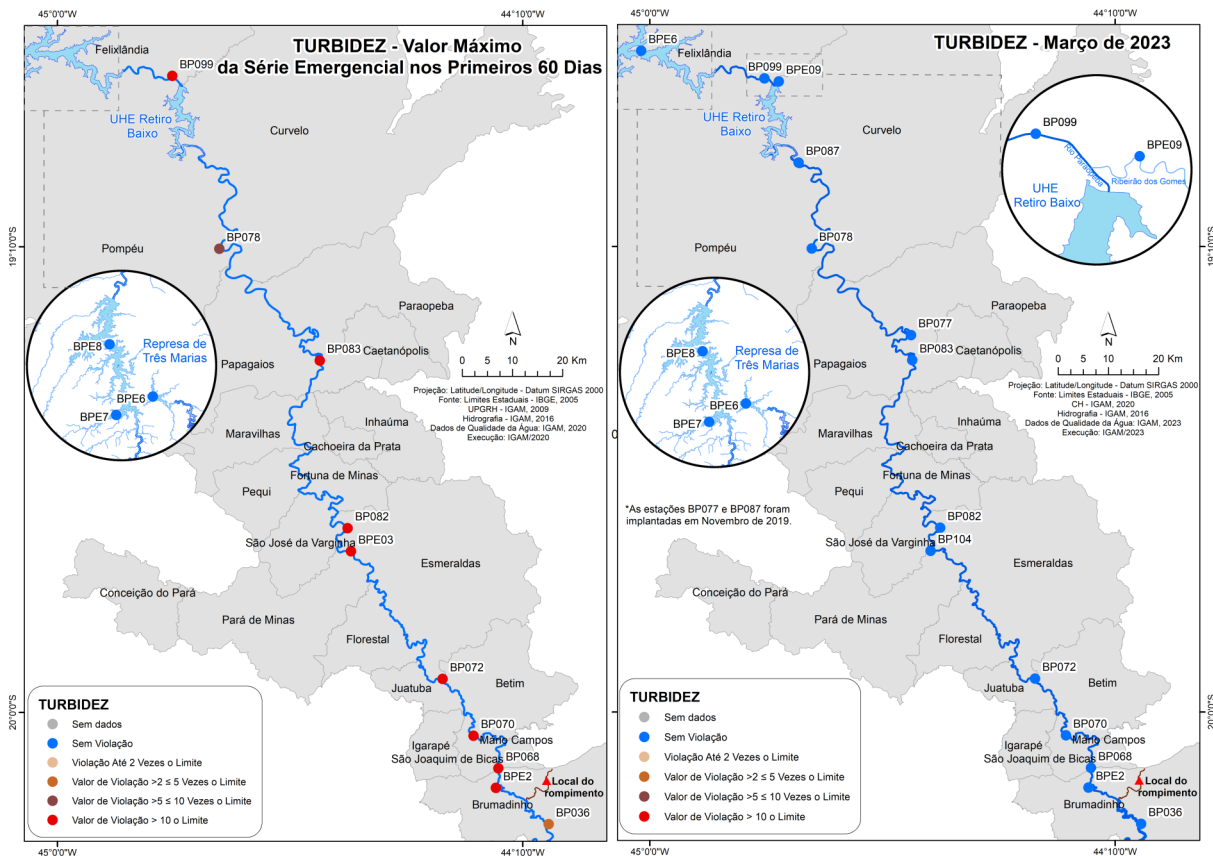 45°0'0"W
44°10'0"W
TURBIDEZ - Valor Máximo
da Série Emergencial nos Primeiros 60 Dias
Felixlândia
BP099
UHE Retiro
Baixo
Curvelo
19°10'0"S
BP078
Pompéu
Paraopeba
BPE8
Represa de
Três Marias
BPE6
BPE7
BP083
Caetanópolis
Papagaios
N
0 5 10 20 Km
Projeção: Latitude/Longitude - Datum SIRGAS 2000
Fonte: Limites Estaduais - IBGE, 2005
UPGRH - IGAM, 2009
Hidrografia - IGAM, 2016
Dados de Qualidade da Água: IGAM, 2020
Execução: IGAM/2020
Inhaúma
Maravilhas
Cachoeira da Prata
Fortuna de Minas
Pequi
BP082
São José da Varginha
BPE03
Esmeraldas
Conceição do Pará
Pará de Minas
Florestal
BP072
Juatuba
Betim
20°0'0"S
BP070
Igarapé
Mário Campos
São Joaquim de Bicas
BP068
BPE2
Local do
rompimento
Brumadinho
BP036
TURBIDEZ
Sem dados
Sem Violação
Violação Até 2 Vezes o Limite
Valor de Violação >2 ≤ 5 Vezes o Limite
Valor de Violação >5 ≤ 10 Vezes o Limite
Valor de Violação > 10 o Limite
45°0'0"W
44°10'0"W
45°0'0"W
44°10'0"W
TURBIDEZ - Março de 2023
BPE6
Felixlândia
BP099
BPE09
UHE Retiro
Baixo
Curvelo
BP087
BP099
BPE09
Rio Paraopeba
Ribeirão dos Gomes
UHE
Retiro Baixo
19°10'0"S
BP078
Pompéu
Paraopeba
BPE8
Represa de
Três Marias
BPE6
BPE7
BP077
BP083
Caetanópolis
Papagaios
N
0 5 10 20 Km
Projeção: Latitude/Longitude - Datum SIRGAS 2000
Fonte: Limites Estaduais - IBGE, 2005
CH - IGAM, 2020
Hidrografia - IGAM, 2016
Dados de Qualidade da Água: IGAM, 2023
Execução: IGAM/2023
Inhaúma
Maravilhas
Cachoeira da Prata
Fortuna de Minas
Pequi
*As estações BP077 e BP087 foram
implantadas em Novembro de 2019.
BP082
São José da Varginha
BP104
Esmeraldas
Conceição do Pará
Pará de Minas
Florestal
BP072
Juatuba
Betim
20°0'0"S
BP070
Igarapé
Mário Campos
São Joaquim de Bicas
BP068
BPE2
Local do
rompimento
Brumadinho
BP036
TURBIDEZ
Sem dados
Sem Violação
Violação Até 2 Vezes o Limite
Valor de Violação >2 ≤ 5 Vezes o Limite
Valor de Violação >5 ≤ 10 Vezes o Limite
Valor de Violação > 10 o Limite
45°0'0"W
44°10'0"W